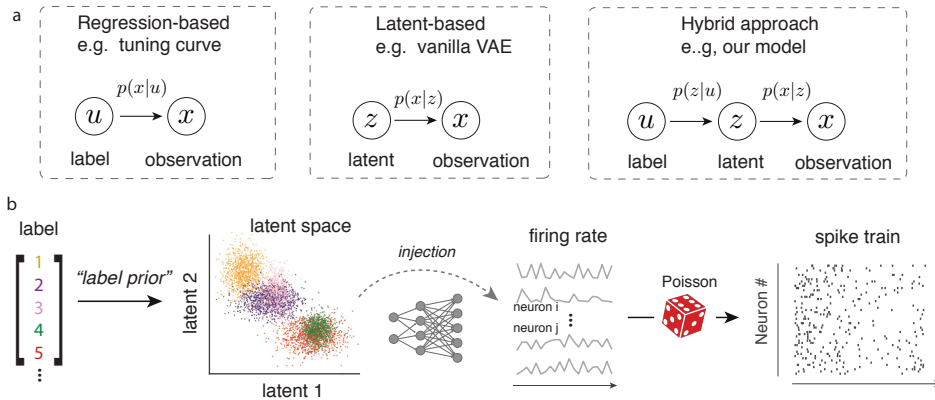 a
Regression-based
e.g. tuning curve
p(x|u)
u
x
label
observation
Latent-based
e.g. vanilla VAE
p(x|z)
z
x
latent
observation
Hybrid approach
e..g, our model
p(z|u)
p(x|z)
u
z
x
label
latent
observation
b
label
1
2
3
4
5
"label prior"
latent space
latent 2
latent 1
injection
firing rate
neuron i
neuron j
Poisson
spike train
Neuron #